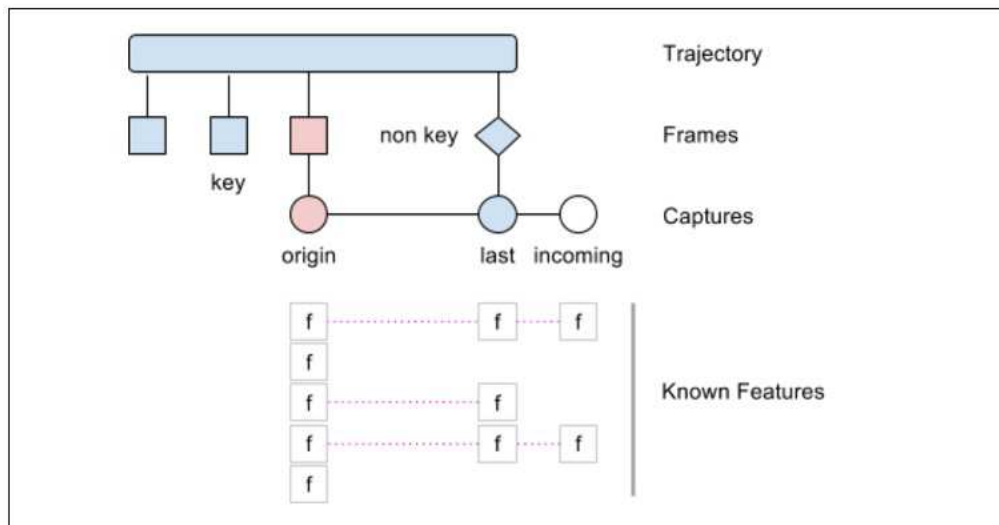 Trajectory
non key
Frames
key
Captures
origin
last
incoming
f f f
f
f f
Known Features
f f f
f